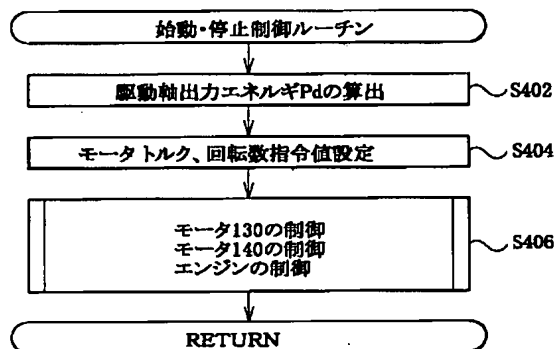 始動・停止制御ルーチン
駆動軸出力エネルギPdの算出
S402
モータトルク、回転数指令値設定
S404
モータ130の制御
モータ140の制御
エンジンの制御
S406
RETURN